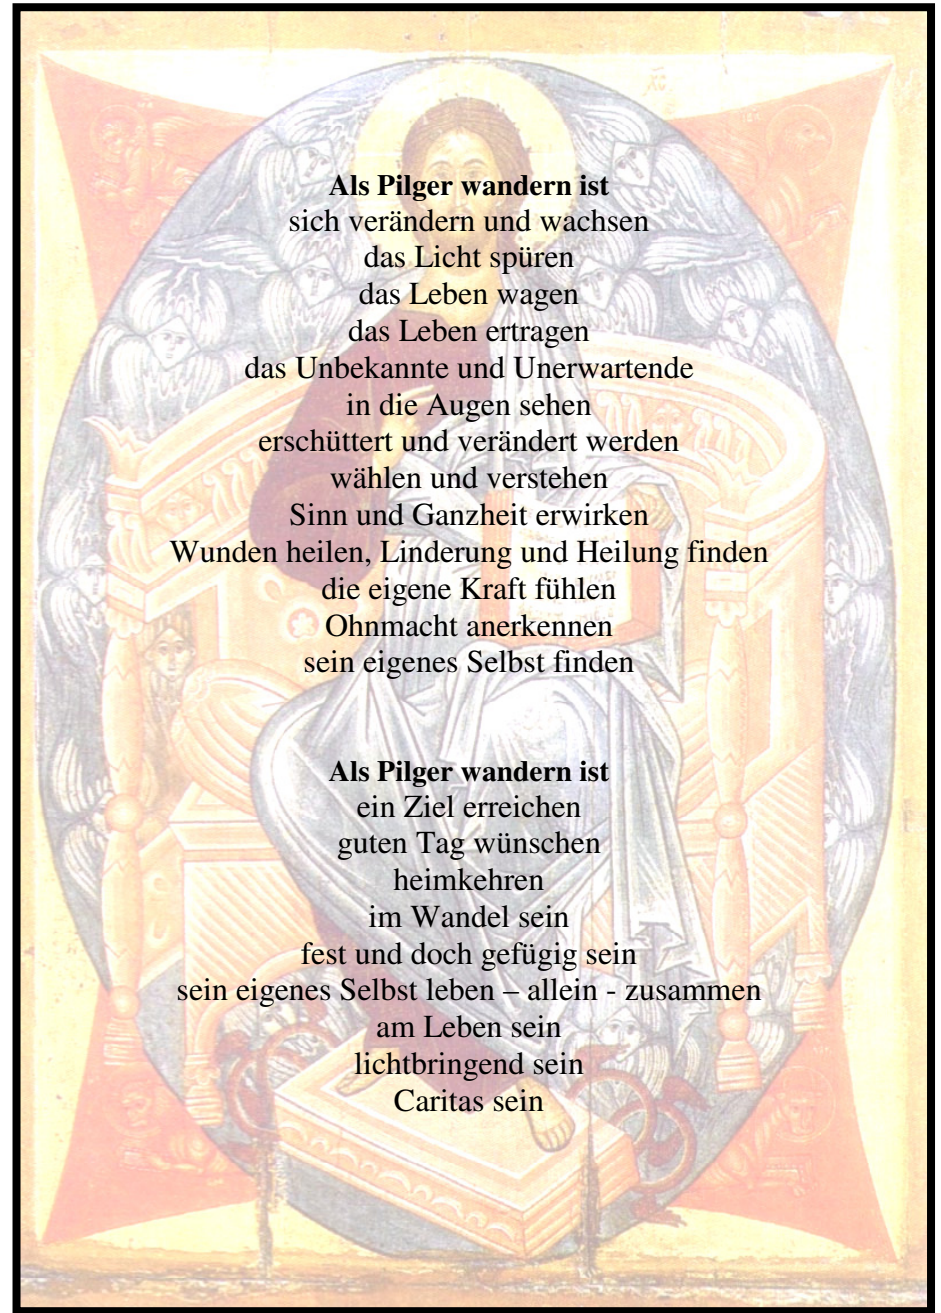 Als Pilger wandern ist
sich verändern und wachsen
das Licht spüren
das Leben wagen
das Leben ertragen
das Unbekannte und Unerwartende
in die Augen sehen
erschüttert und verändert werden
wählen und verstehen
Sinn und Ganzheit erwirken
Wunden heilen, Linderung und Heilung finden
die eigene Kraft fühlen
Ohnmacht anerkennen
sein eigenes Selbst finden
Als Pilger wandern ist
ein Ziel erreichen
guten Tag wünschen
heimkehren
im Wandel sein
fest und doch gefügig sein
sein eigenes Selbst leben – allein - zusammen
am Leben sein
lichtbringend sein
Caritas sein